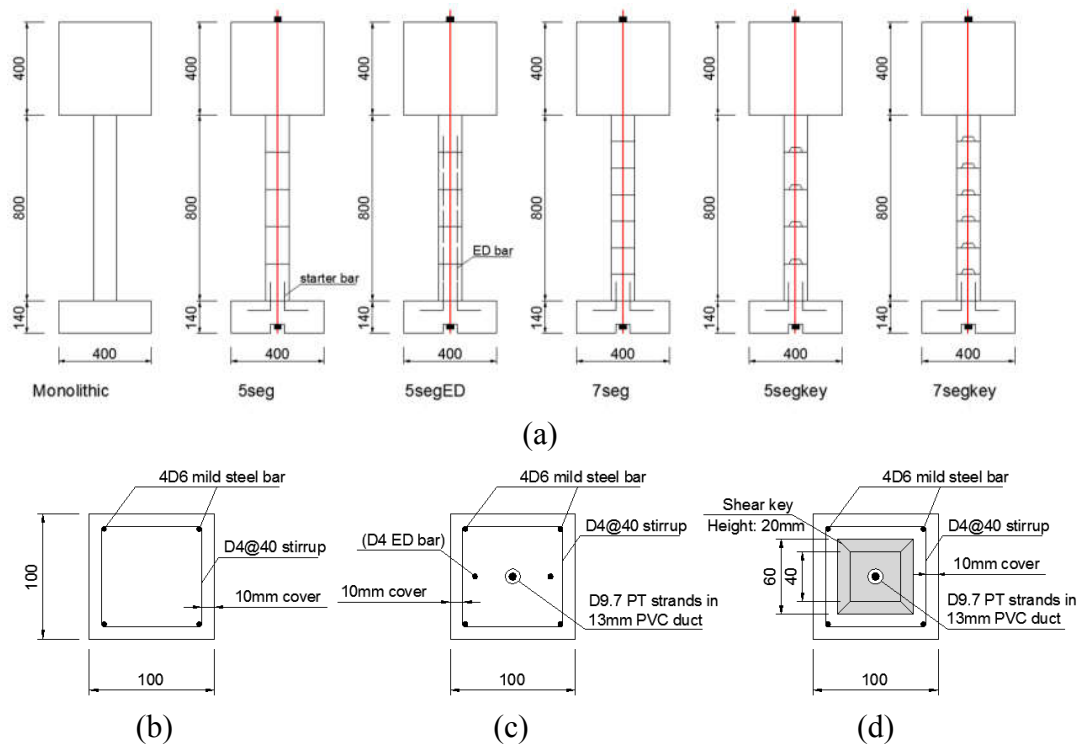 400
400
400
400
400
400
800
800
800
800
800
800
ED bar
starter bar
140
140
140
140
140
140
400
400
400
400
400
400
Monolithic
5seg
5segED
7seg
5segkey
7segkey
(a)
4D6 mild steel bar
D4@40 stirrup
10mm cover
100
100
(b)
4D6 mild steel bar
(D4 ED bar)
D4@40 stirrup
10mm cover
D9.7 PT strands in
13mm PVC duct
100
(c)
4D6 mild steel bar
Shear key
Height: 20mm
D4@40 stirrup
60
40
10mm cover
D9.7 PT strands in
13mm PVC duct
100
(d)